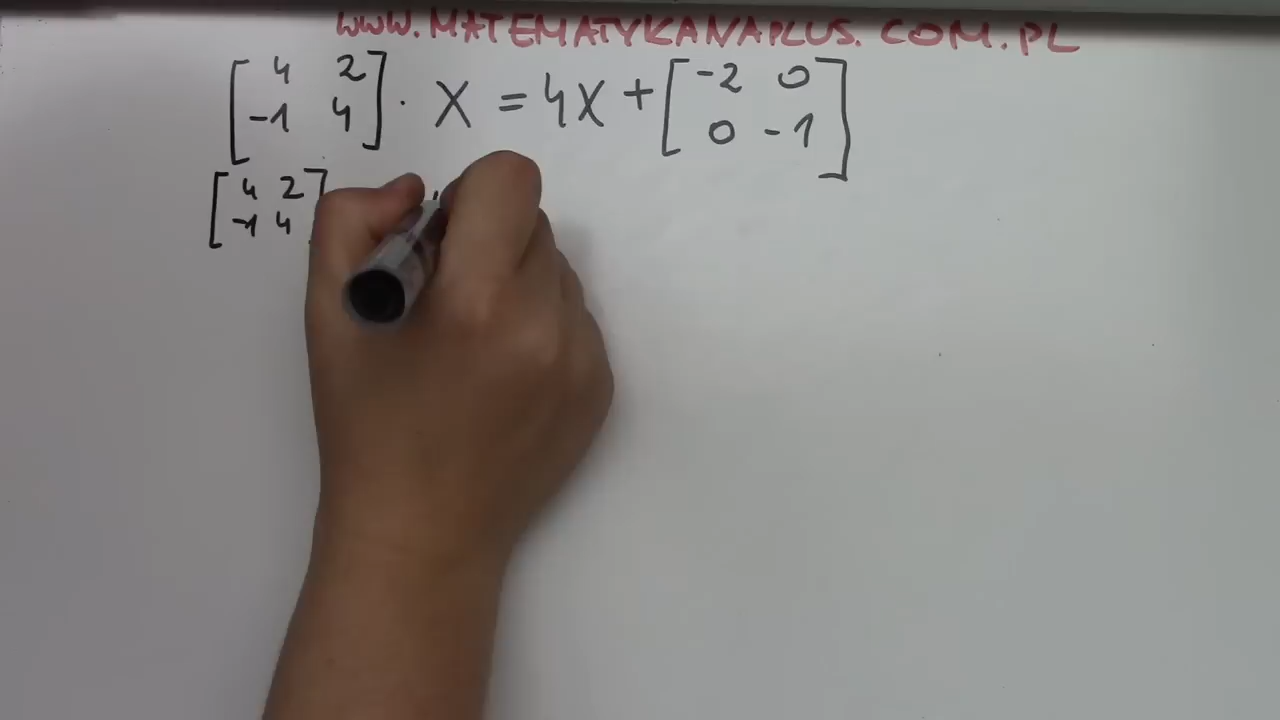 WWW.MATEMATYKANAPLUS.COM.PL
[4 2; -1 4] · X = 4X + [-2 0; 0 -1]
[4 2; -1 4]